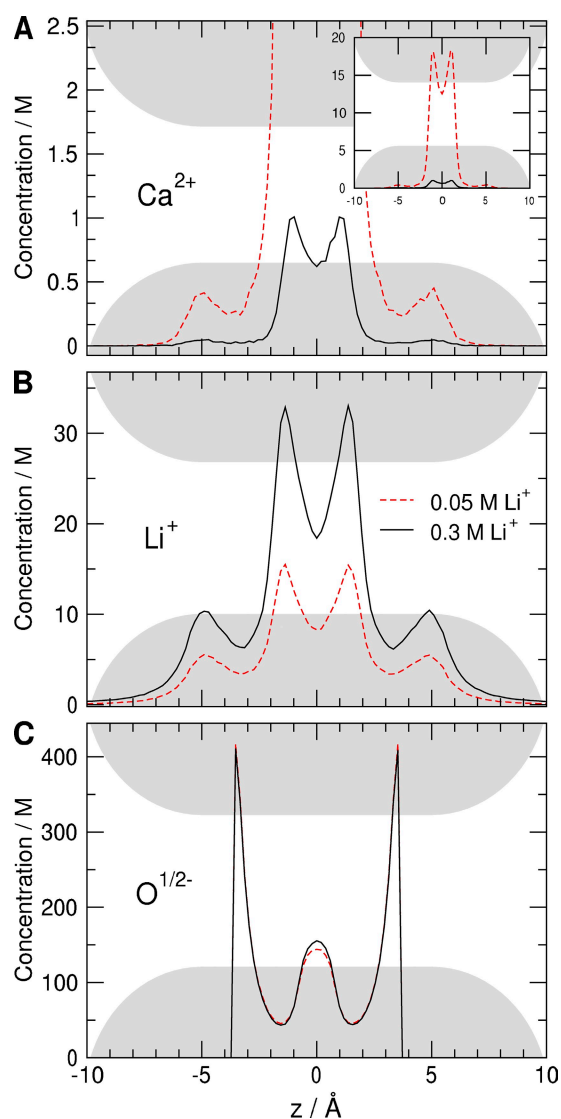 A
Concentration / M
2.5
2
1.5
1
0.5
0
Ca2+
20
15
10
5
0
-10 -5 0 5 10
B
Concentration / M
30
20
10
0
Li+
0.05 M Li+
0.3 M Li+
C
Concentration / M
400
300
200
100
0
O1/2-
-10 -5 0 5 10
z / Å